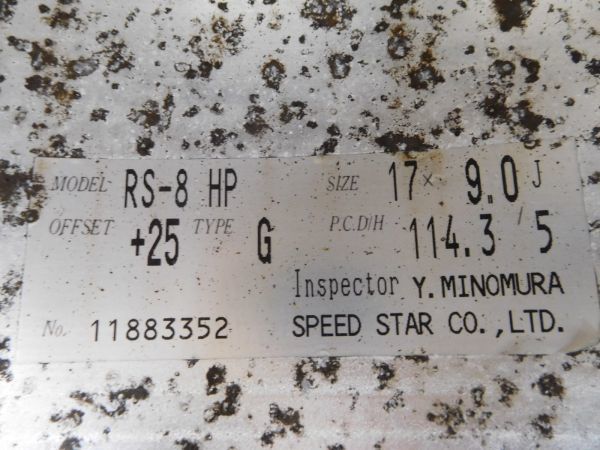 MODEL RS-8 HP SIZE 17 × 9.0 J
OFFSET +25 TYPE G P.C.D/H 114.3 / 5
Inspector Y. MINOMURA
No. 11883352 SPEED STAR CO.,LTD.